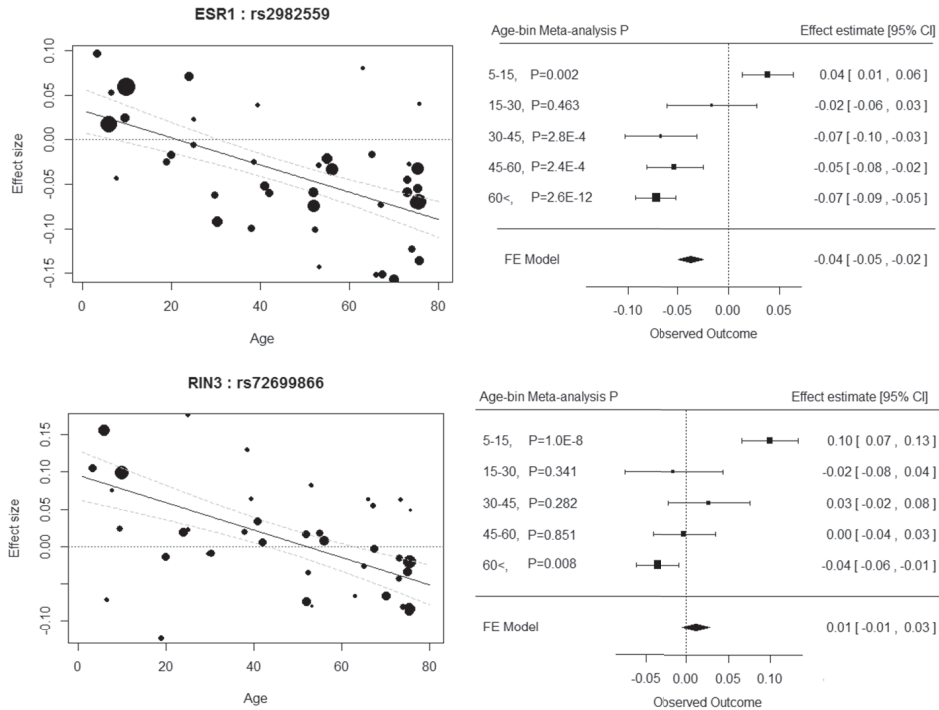 ESR1 : rs2982559
Effect size
0.10
0.05
0.00
-0.05
-0.10
-0.15
0 20 40 60 80
Age
Age-bin Meta-analysis P Effect estimate [95% CI]
5-15, P=0.002 0.04 [ 0.01 , 0.06 ]
15-30, P=0.463 -0.02 [ -0.06 , 0.03 ]
30-45, P=2.8E-4 -0.07 [ -0.10 , -0.03 ]
45-60, P=2.4E-4 -0.05 [ -0.08 , -0.02 ]
60<, P=2.6E-12 -0.07 [ -0.09 , -0.05 ]
FE Model -0.04 [ -0.05 , -0.02 ]
-0.10 -0.05 0.00 0.05
Observed Outcome
RIN3 : rs72699866
Effect size
0.15
0.10
0.05
0.00
-0.10
0 20 40 60 80
Age
Age-bin Meta-analysis P Effect estimate [95% CI]
5-15, P=1.0E-8 0.10 [ 0.07 , 0.13 ]
15-30, P=0.341 -0.02 [ -0.08 , 0.04 ]
30-45, P=0.282 0.03 [ -0.02 , 0.08 ]
45-60, P=0.851 0.00 [ -0.04 , 0.03 ]
60<, P=0.008 -0.04 [ -0.06 , -0.01 ]
FE Model 0.01 [ -0.01 , 0.03 ]
-0.05 0.00 0.05 0.10
Observed Outcome